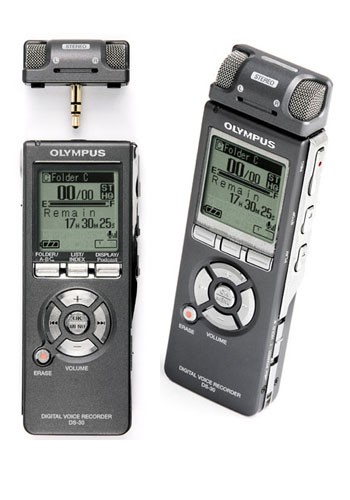 STEREO
OLYMPUS
Folder C
00/00 ST HQ
E F
Remain
17H 30M 25S
FOLDER/ A·B·C
LIST/ INDEX
DISPLAY/ Podcast
+
OK
MENU
−
ERASE
VOLUME
DIGITAL VOICE RECORDER
DS-30
STEREO
OLYMPUS
Folder C
00/00 ST HQ
E F
Remain
17H 30M 25S
ERASE
VOLUME
DIGITAL VOICE RECORDER
DS-30